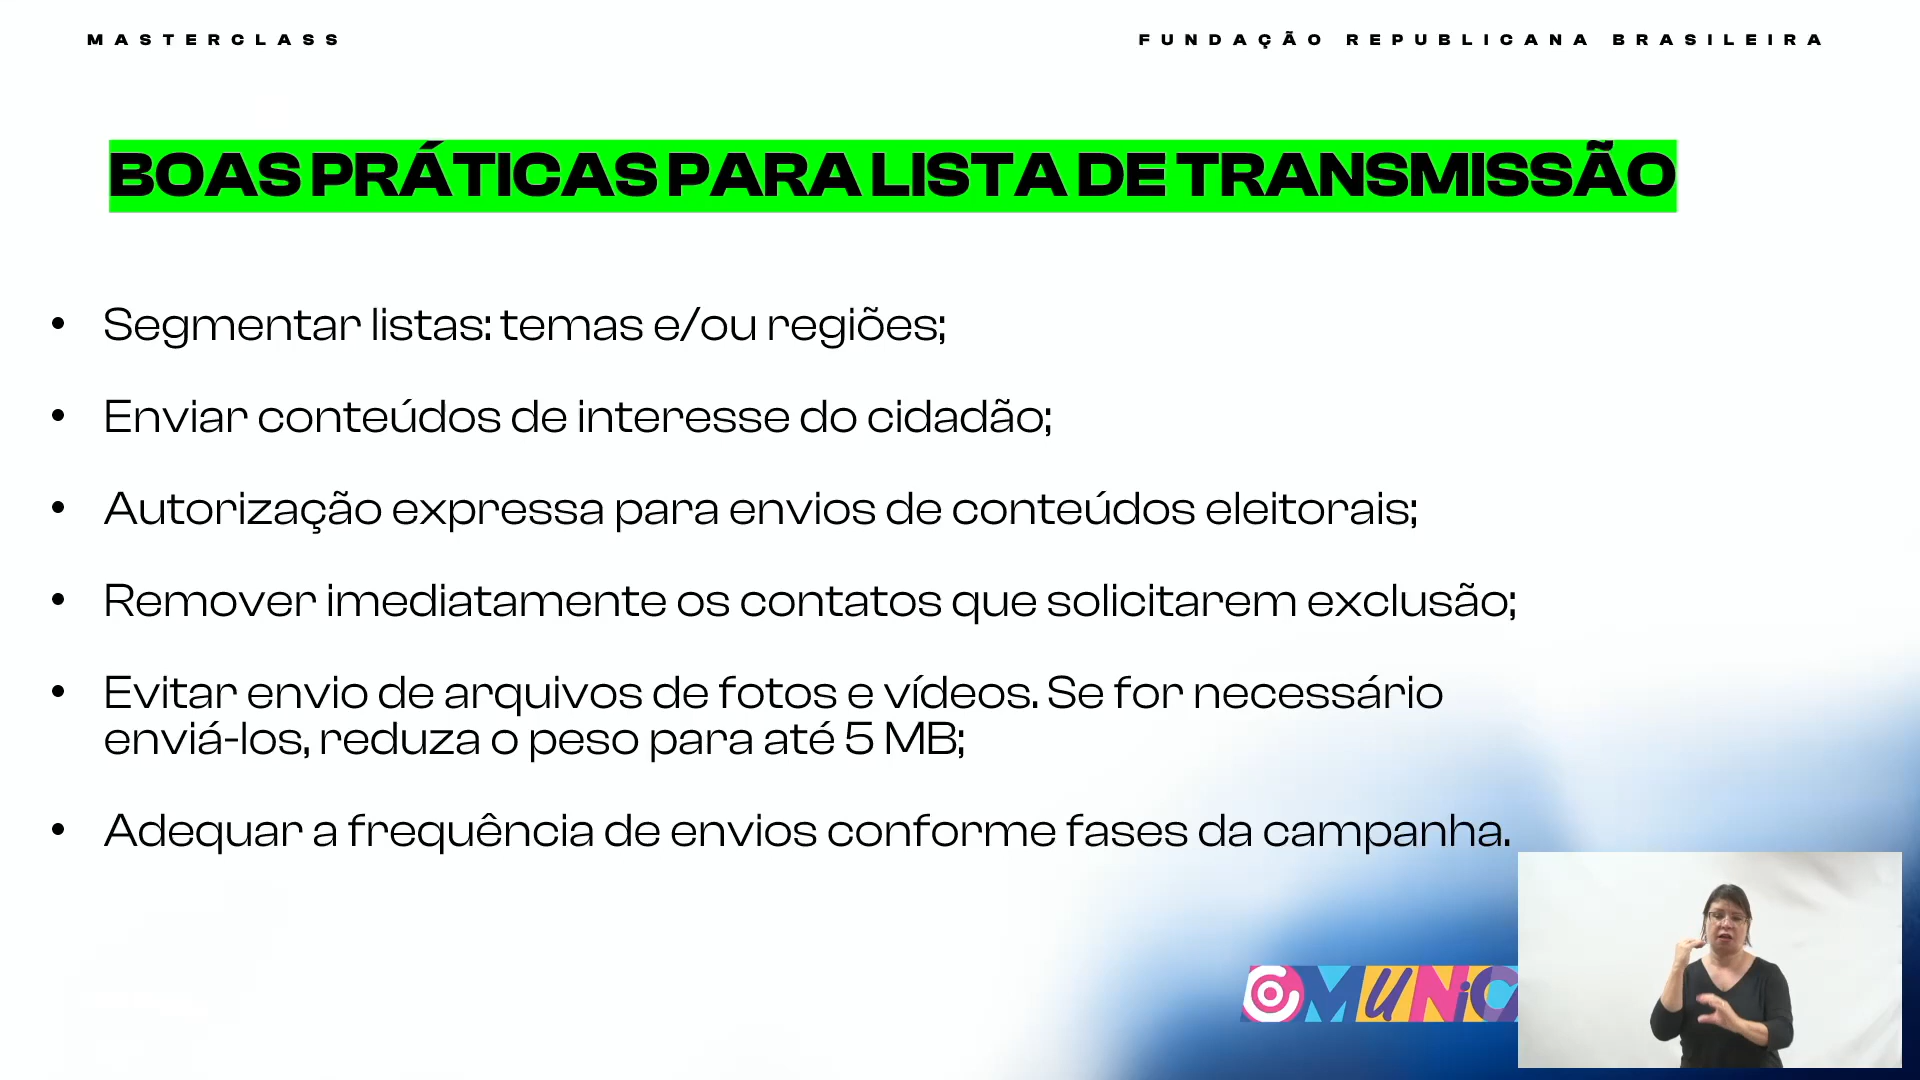 MASTERCLASS
FUNDAÇÃO REPUBLICANA BRASILEIRA
BOAS PRÁTICAS PARA LISTA DE TRANSMISSÃO
• Segmentar listas: temas e/ou regiões;
• Enviar conteúdos de interesse do cidadão;
• Autorização expressa para envios de conteúdos eleitorais;
• Remover imediatamente os contatos que solicitarem exclusão;
• Evitar envio de arquivos de fotos e vídeos. Se for necessário
enviá-los, reduza o peso para até 5 MB;
• Adequar a frequência de envios conforme fases da campanha.